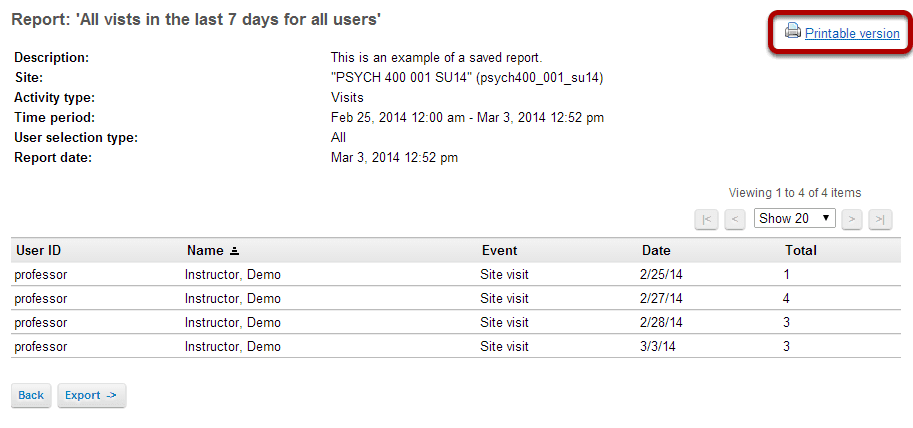 Report: 'All vists in the last 7 days for all users'
Printable version
Description: This is an example of a saved report.
Site: "PSYCH 400 001 SU14" (psych400_001_su14)
Activity type: Visits
Time period: Feb 25, 2014 12:00 am - Mar 3, 2014 12:52 pm
User selection type: All
Report date: Mar 3, 2014 12:52 pm
Viewing 1 to 4 of 4 items
|< < Show 20 > >|
User ID Name Event Date Total
professor Instructor, Demo Site visit 2/25/14 1
professor Instructor, Demo Site visit 2/27/14 4
professor Instructor, Demo Site visit 2/28/14 3
professor Instructor, Demo Site visit 3/3/14 3
Back Export ->